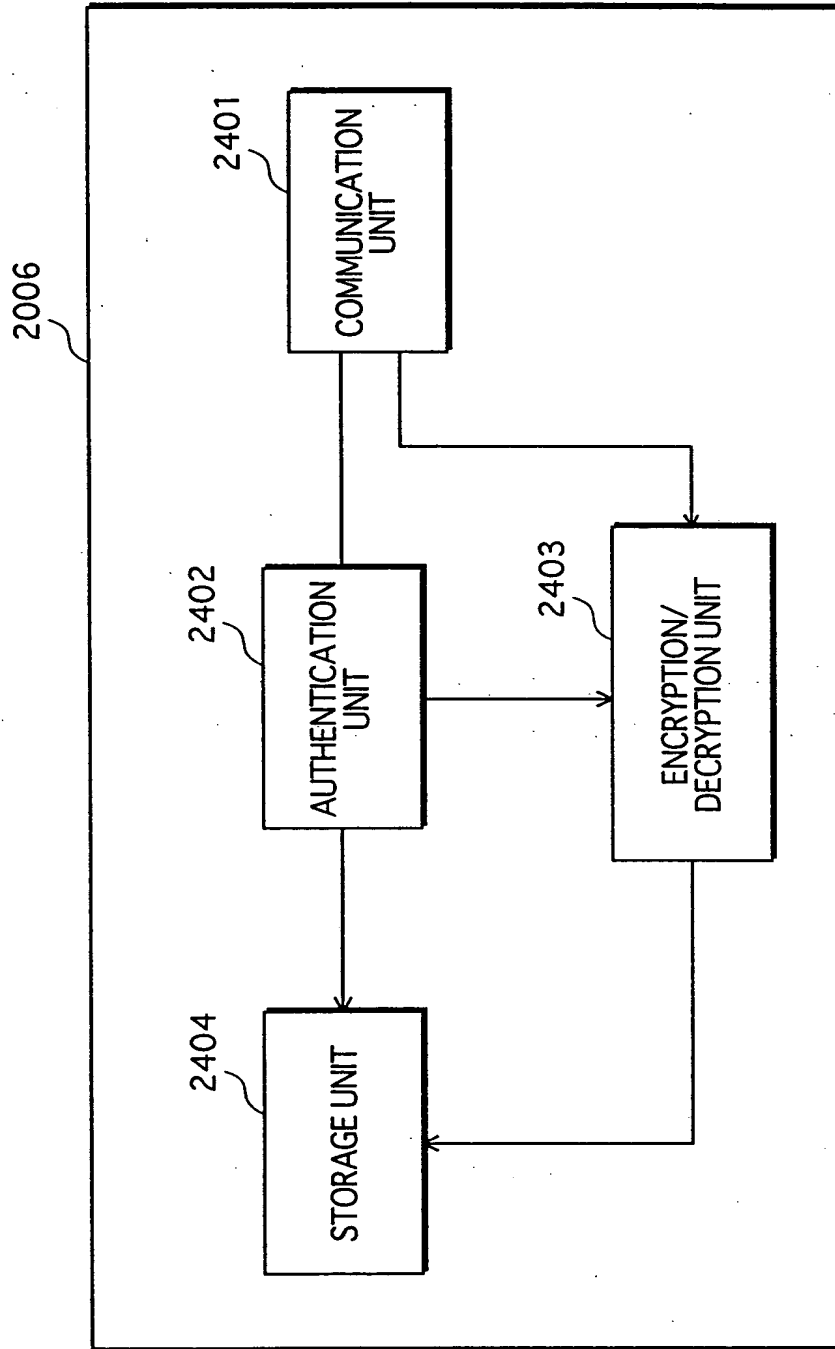 2006
2404
STORAGE UNIT
2402
AUTHENTICATION
UNIT
2401
COMMUNICATION
UNIT
2403
ENCRYPTION/
DECRYPTION UNIT